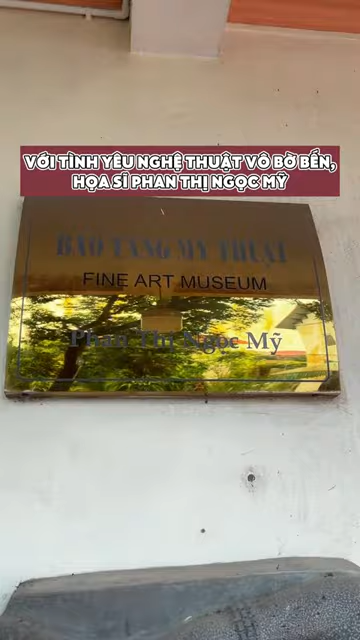 VỚI TÌNH YÊU NGHỆ THUẬT VÔ BỜ BẾN,
HỌA SĨ PHAN THỊ NGỌC MỸ
BẢO TÀNG MỸ THUẬT
FINE ART MUSEUM
Phan Thị Ngọc Mỹ